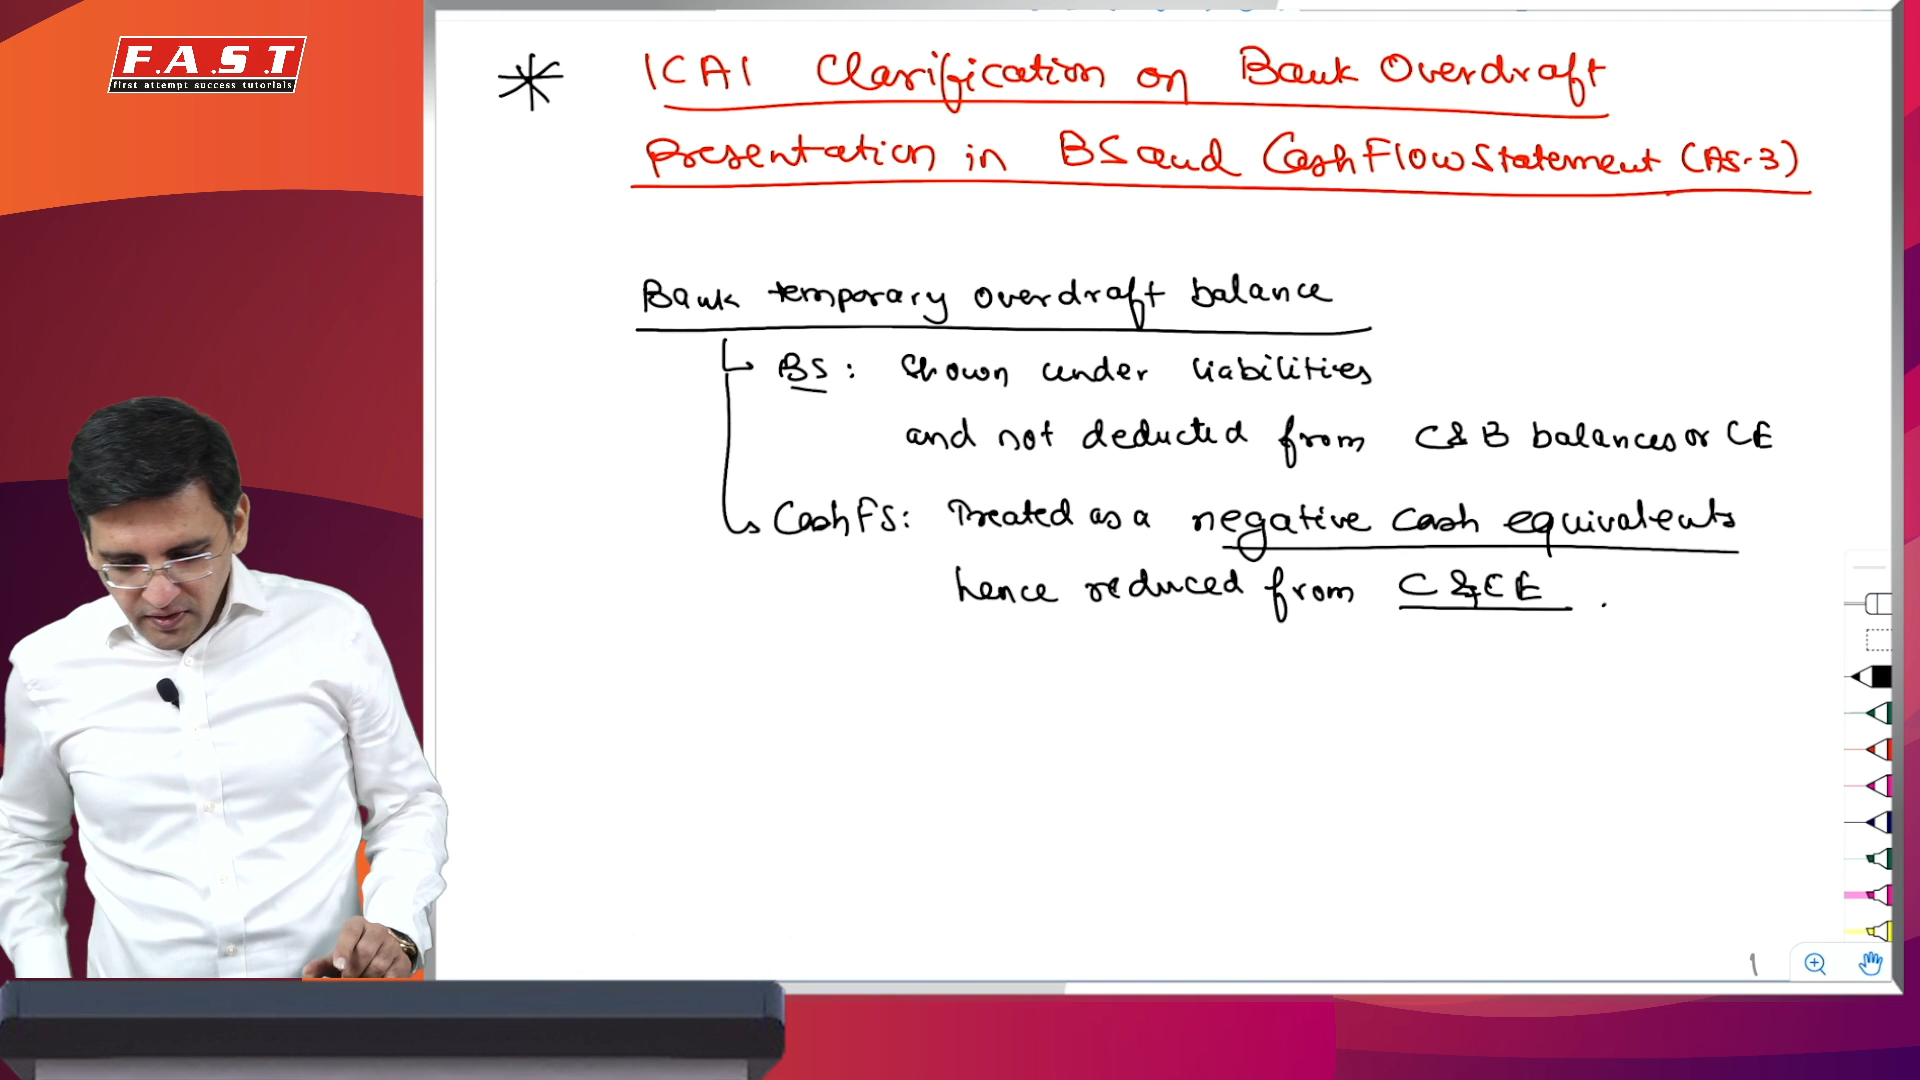 F.A.S.T
first attempt success tutorials
* ICAI Clarification on Bank Overdraft
presentation in BS and Cash Flow Statement (AS-3)
Bank temporary overdraft balance
BS: Shown under liabilities
and not deducted from C&B balances or CE
Cash FS: Treated as a negative cash equivalents
hence reduced from C&CE.
1